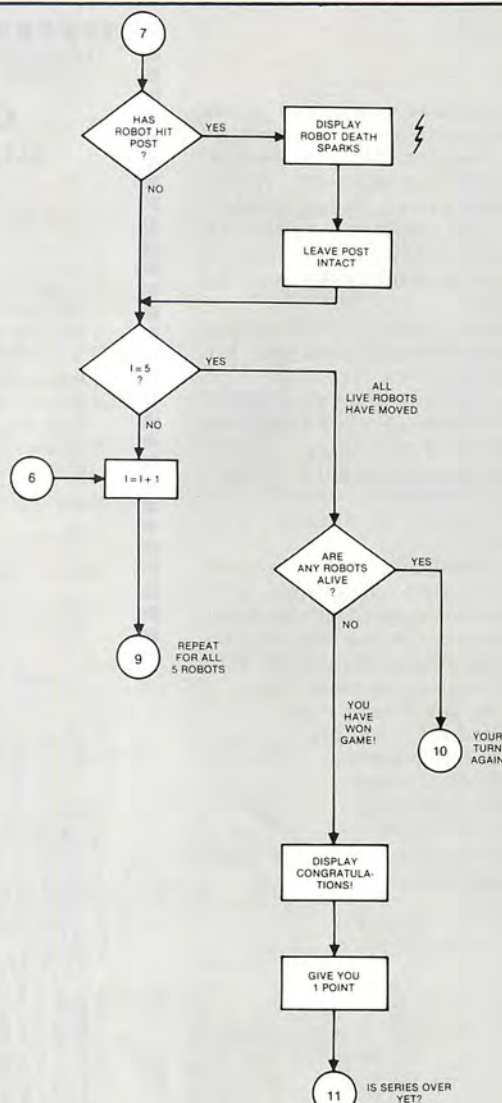 7
HAS
ROBOT HIT
POST
?
YES
NO
DISPLAY
ROBOT DEATH
SPARKS
LEAVE POST
INTACT
I = 5
?
YES
NO
ALL
LIVE ROBOTS
HAVE MOVED
6
I = I + 1
9
REPEAT
FOR ALL
5 ROBOTS
ARE
ANY ROBOTS
ALIVE
?
YES
NO
YOU
HAVE
WON
GAME!
10
YOUR
TURN
AGAIN
DISPLAY
CONGRATULA-
TIONS!
GIVE YOU
1 POINT
11
IS SERIES OVER
YET?